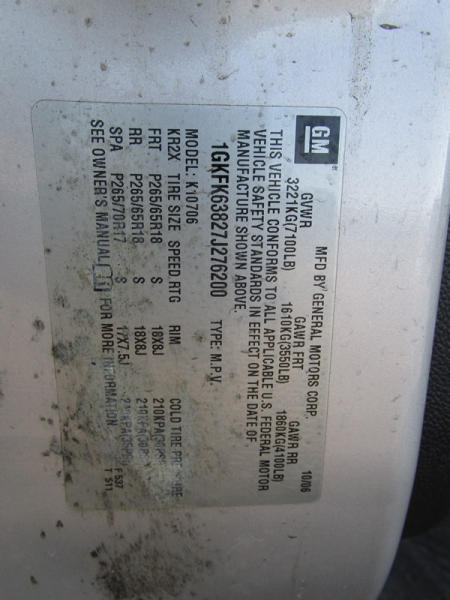 GM MFD BY GENERAL MOTORS CORP. 10/06
GVWR GAWR FRT GAWR RR
3221KG(7100LB) 1610KG(3550LB) 1860KG(4100LB)
THIS VEHICLE CONFORMS TO ALL APPLICABLE U.S. FEDERAL MOTOR
VEHICLE SAFETY STANDARDS IN EFFECT ON THE DATE OF
MANUFACTURE SHOWN ABOVE.
1GKFK63827J276200 TYPE: M.P.V.
MODEL: K10706
KR2X TIRE SIZE SPEED RTG RIM COLD TIRE PRESSURE
FRT P265/65R18 S 18X8J 210KPA
RR P265/65R18 S 18X8J
SPA P265/70R17 S 17X7.5J
SEE OWNER'S MANUAL FOR MORE INFORMATION. F 537
T 511